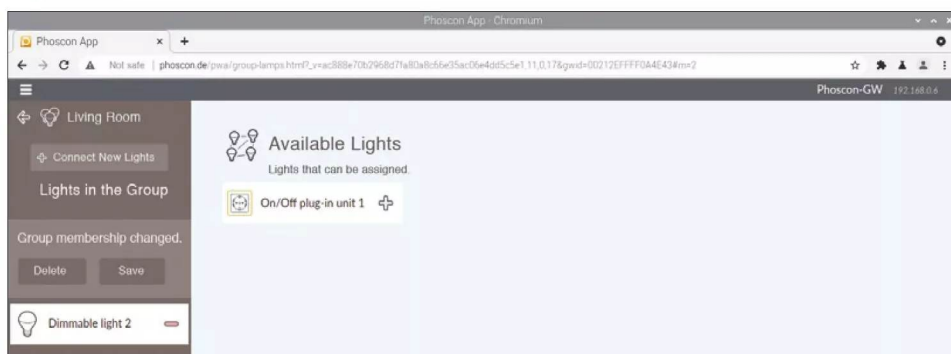 Phoscon App - Chromium
Phoscon App
Not safe | phoscon.de/pwa/group-lamps.html?_v=ac888e70b2968d7fa80a8cfi6e35ac06e4dd5c5e1,11,0,17&gwid=00212EFFFF0A4E43#m=2
Phoscon-GW 192.168.0.6
Living Room
Connect New Lights
Lights in the Group
Group membership changed.
Delete Save
Dimmable light 2
Available Lights
Lights that can be assigned.
On/Off plug-in unit 1